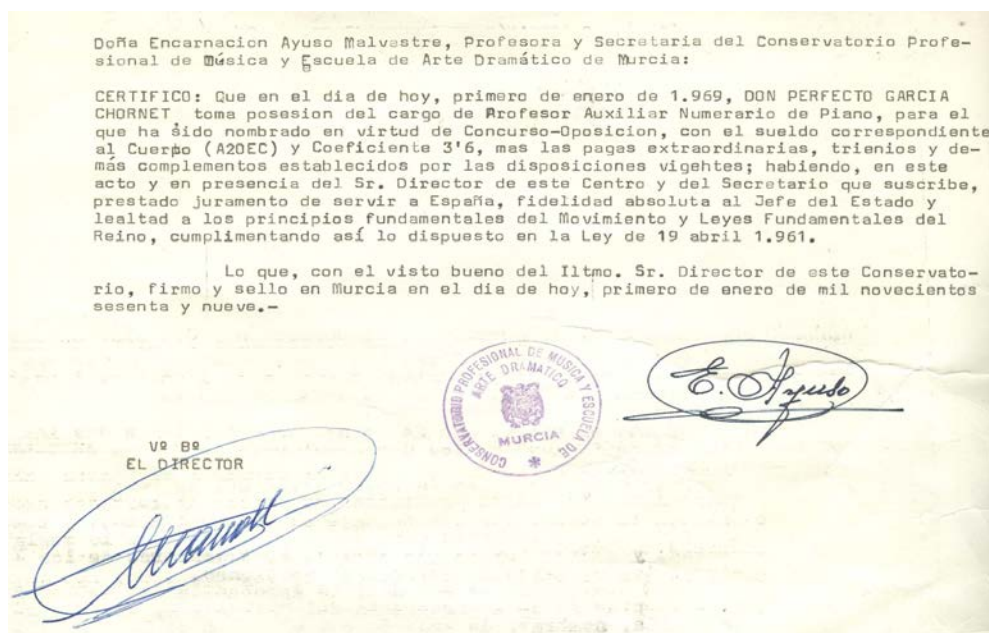 Doña Encarnacion Ayuso Malvastre, Profesora y Secretaria del Conservatorio Profe-
sional de Música y Escuela de Arte Dramático de Murcia:
CERTIFICO: Que en el dia de hoy, primero de enero de 1.969, DON PERFECTO GARCIA
CHORNET, toma posesion del cargo de Profesor Auxiliar Numerario de Piano, para el
que ha sido nombrado en virtud de Concurso-Oposicion, con el sueldo correspondiente
al Cuerpo (A20EC) y Coeficiente 3'6, mas las pagas extraordinarias, trienios y de-
más complementos establecidos por las disposiciones vigehtes; habiendo, en este
acto y en presencia del Sr. Director de este Centro y del Secretario que suscribe,
prestado juramento de servir a España, fidelidad absoluta al Jefe del Estado y
lealtad a los principios fundamentales del Movimiento y Leyes Fundamentales del
Reino, cumplimentando así lo dispuesto en la Ley de 19 abril 1.961.
Lo que, con el visto bueno del Iltmo. Sr. Director de este Conservato-
rio, firmo y sello en Murcia en el dia de hoy, primero de enero de mil novecientos
sesenta y nueve.-
CONSERVATORIO PROFESIONAL DE MUSICA Y ESCUELA DE
ARTE DRAMATICO
MURCIA
E. Ayuso
Vº Bº
EL DIRECTOR